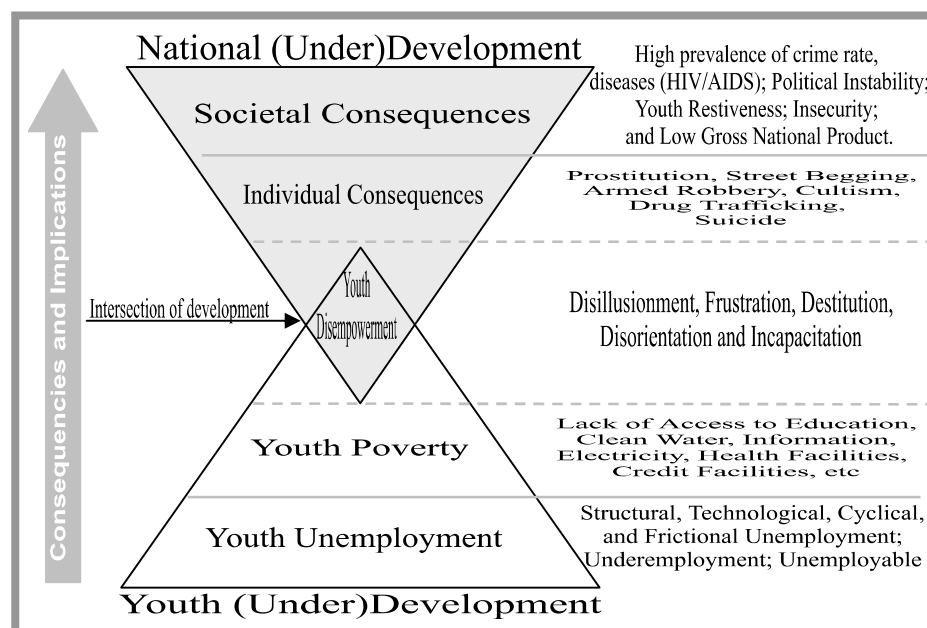 National (Under)Development
High prevalence of crime rate,
diseases (HIV/AIDS); Political Instability;
Youth Restiveness; Insecurity;
and Low Gross National Product.
Societal Consequences
Individual Consequences
Prostitution, Street Begging,
Armed Robbery, Cultism,
Drug Trafficking,
Suicide
Consequencies and Implications
Intersection of development
Youth
Disempowerment
Disillusionment, Frustration, Destitution,
Disorientation and Incapacitation
Youth Poverty
Lack of Access to Education,
Clean Water, Information,
Electricity, Health Facilities,
Credit Facilities, etc
Youth Unemployment
Structural, Technological, Cyclical,
and Frictional Unemployment;
Underemployment; Unemployable
Youth (Under)Development